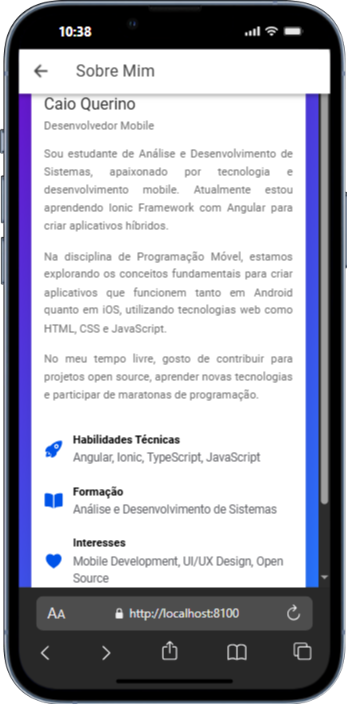 10:38
Sobre Mim
Caio Querino
Desenvolvedor Mobile
Sou estudante de Análise e Desenvolvimento de
Sistemas, apaixonado por tecnologia e
desenvolvimento mobile. Atualmente estou
aprendendo Ionic Framework com Angular para
criar aplicativos híbridos.
Na disciplina de Programação Móvel, estamos
explorando os conceitos fundamentais para criar
aplicativos que funcionem tanto em Android
quanto em iOS, utilizando tecnologias web como
HTML, CSS e JavaScript.
No meu tempo livre, gosto de contribuir para
projetos open source, aprender novas tecnologias
e participar de maratonas de programação.
Habilidades Técnicas
Angular, Ionic, TypeScript, JavaScript
Formação
Análise e Desenvolvimento de Sistemas
Interesses
Mobile Development, UI/UX Design, Open
Source
AA http://localhost:8100